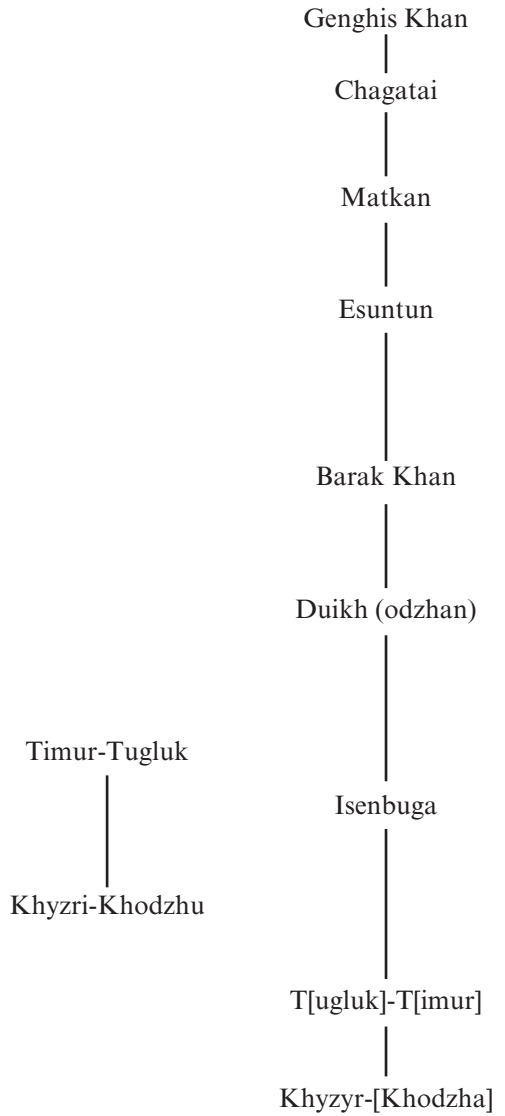 Genghis Khan
Chagatai
Matkan
Esuntun
Barak Khan
Duikh (odzhan)
Timur-Tugluk
Isenbuga
Khyzri-Khodzhu
T[ugluk]-T[imur]
Khyzyr-[Khodzha]